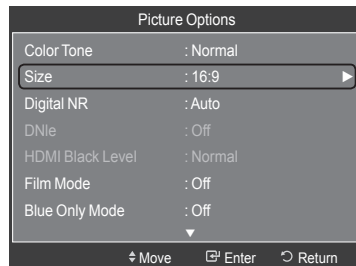 Picture Options
Color Tone : Normal
Size : 16:9
Digital NR : Auto
DNIe : Off
HDMI Black Level : Normal
Film Mode : Off
Blue Only Mode : Off
Move Enter Return